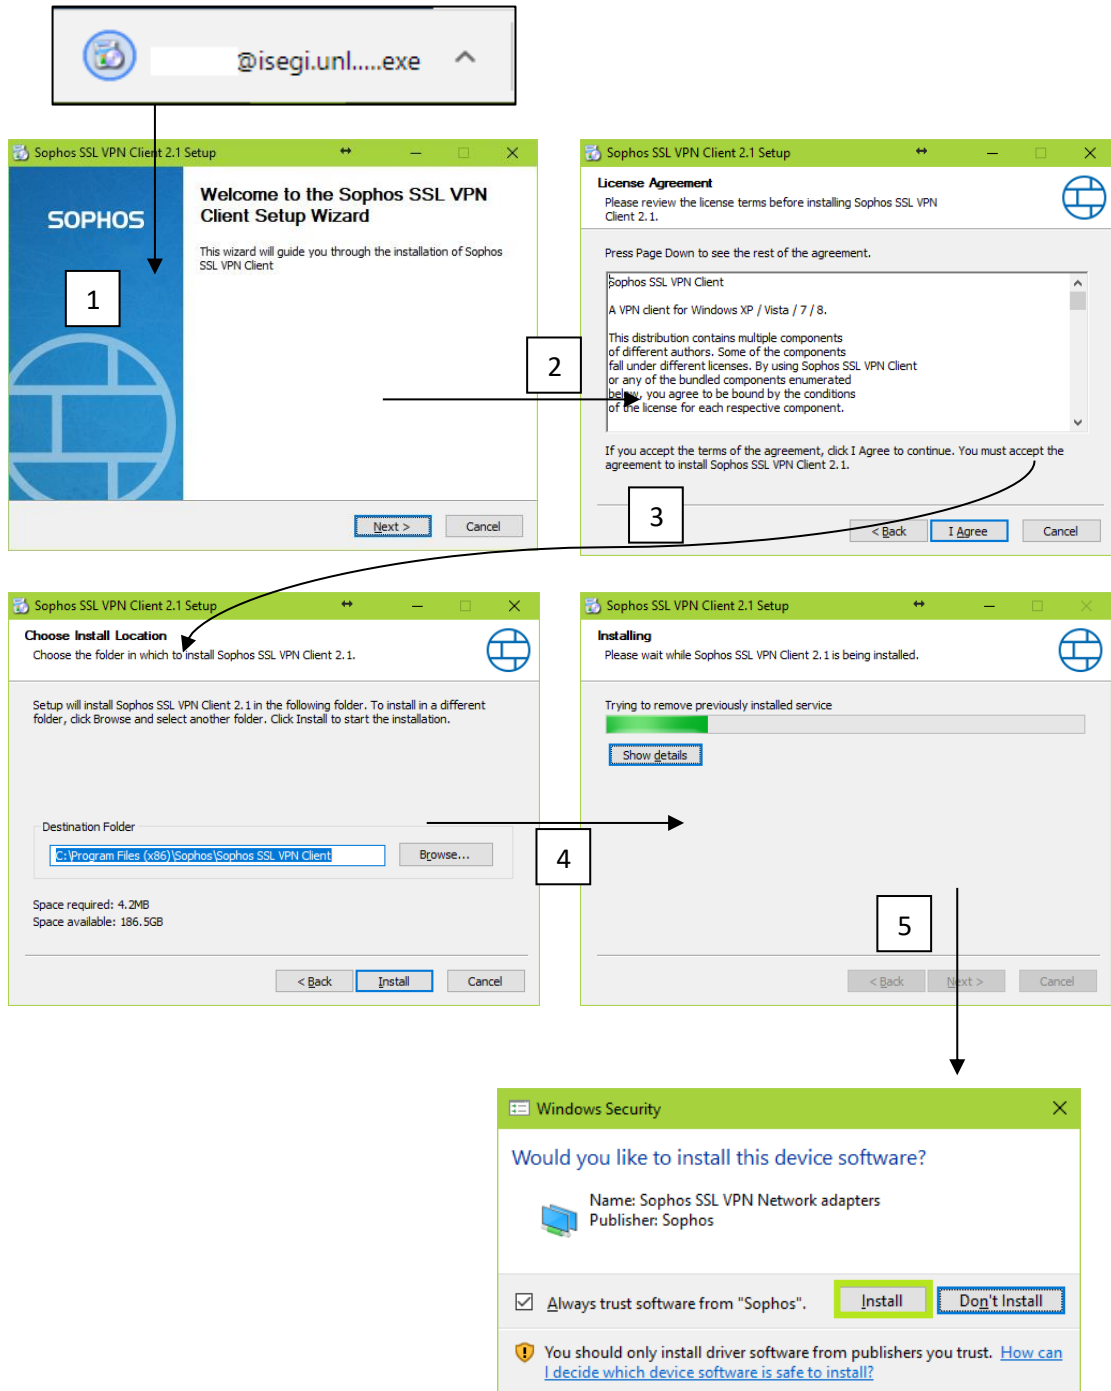 @isegi.unl.....exe
Sophos SSL VPN Client 2.1 Setup
SOPHOS
Welcome to the Sophos SSL VPN
Client Setup Wizard
This wizard will guide you through the installation of Sophos
SSL VPN Client
1
Next >
Cancel
2
Sophos SSL VPN Client 2.1 Setup
License Agreement
Please review the license terms before installing Sophos SSL VPN
Client 2.1.
Press Page Down to see the rest of the agreement.
Sophos SSL VPN Client
A VPN client for Windows XP / Vista / 7 / 8.
This distribution contains multiple components
of different authors. Some of the components
fall under different licenses. By using Sophos SSL VPN Client
or any of the bundled components enumerated
below, you agree to be bound by the conditions
of the license for each respective component.
If you accept the terms of the agreement, click I Agree to continue. You must accept the
agreement to install Sophos SSL VPN Client 2.1.
3
< Back
I Agree
Cancel
Sophos SSL VPN Client 2.1 Setup
Choose Install Location
Choose the folder in which to install Sophos SSL VPN Client 2.1.
Setup will install Sophos SSL VPN Client 2.1 in the following folder. To install in a different
folder, click Browse and select another folder. Click Install to start the installation.
Destination Folder
C:\Program Files (x86)\Sophos\Sophos SSL VPN Client
Browse...
Space required: 4.2MB
Space available: 186.5GB
< Back
Install
Cancel
4
Sophos SSL VPN Client 2.1 Setup
Installing
Please wait while Sophos SSL VPN Client 2.1 is being installed.
Trying to remove previously installed service
Show details
5
< Back
Next >
Cancel
Windows Security
Would you like to install this device software?
Name: Sophos SSL VPN Network adapters
Publisher: Sophos
Always trust software from "Sophos".
Install
Don't Install
You should only install driver software from publishers you trust. How can
I decide which device software is safe to install?